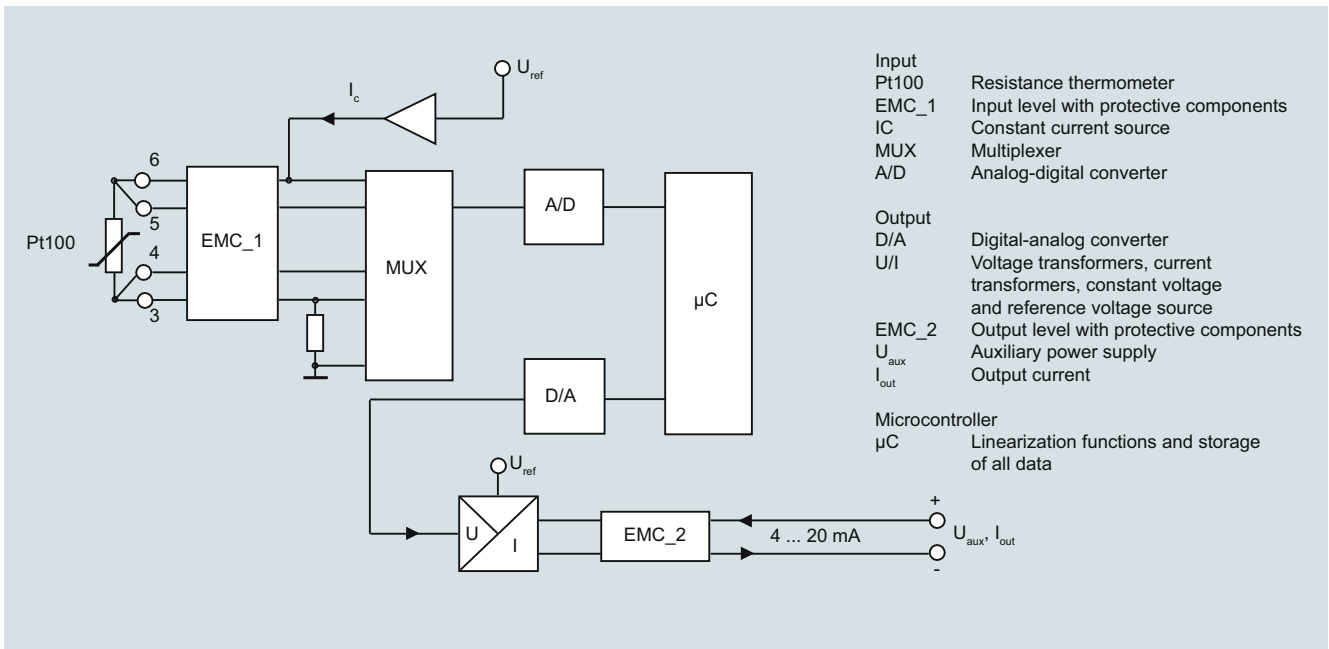 U_ref
I_c
6
5
4
3
Pt100
EMC_1
MUX
A/D
µC
D/A
U_ref
U
I
EMC_2
4 ... 20 mA
+
-
U_aux, I_out
Input
Pt100 Resistance thermometer
EMC_1 Input level with protective components
IC Constant current source
MUX Multiplexer
A/D Analog-digital converter
Output
D/A Digital-analog converter
U/I Voltage transformers, current
transformers, constant voltage
and reference voltage source
EMC_2 Output level with protective components
U_aux Auxiliary power supply
I_out Output current
Microcontroller
µC Linearization functions and storage
of all data